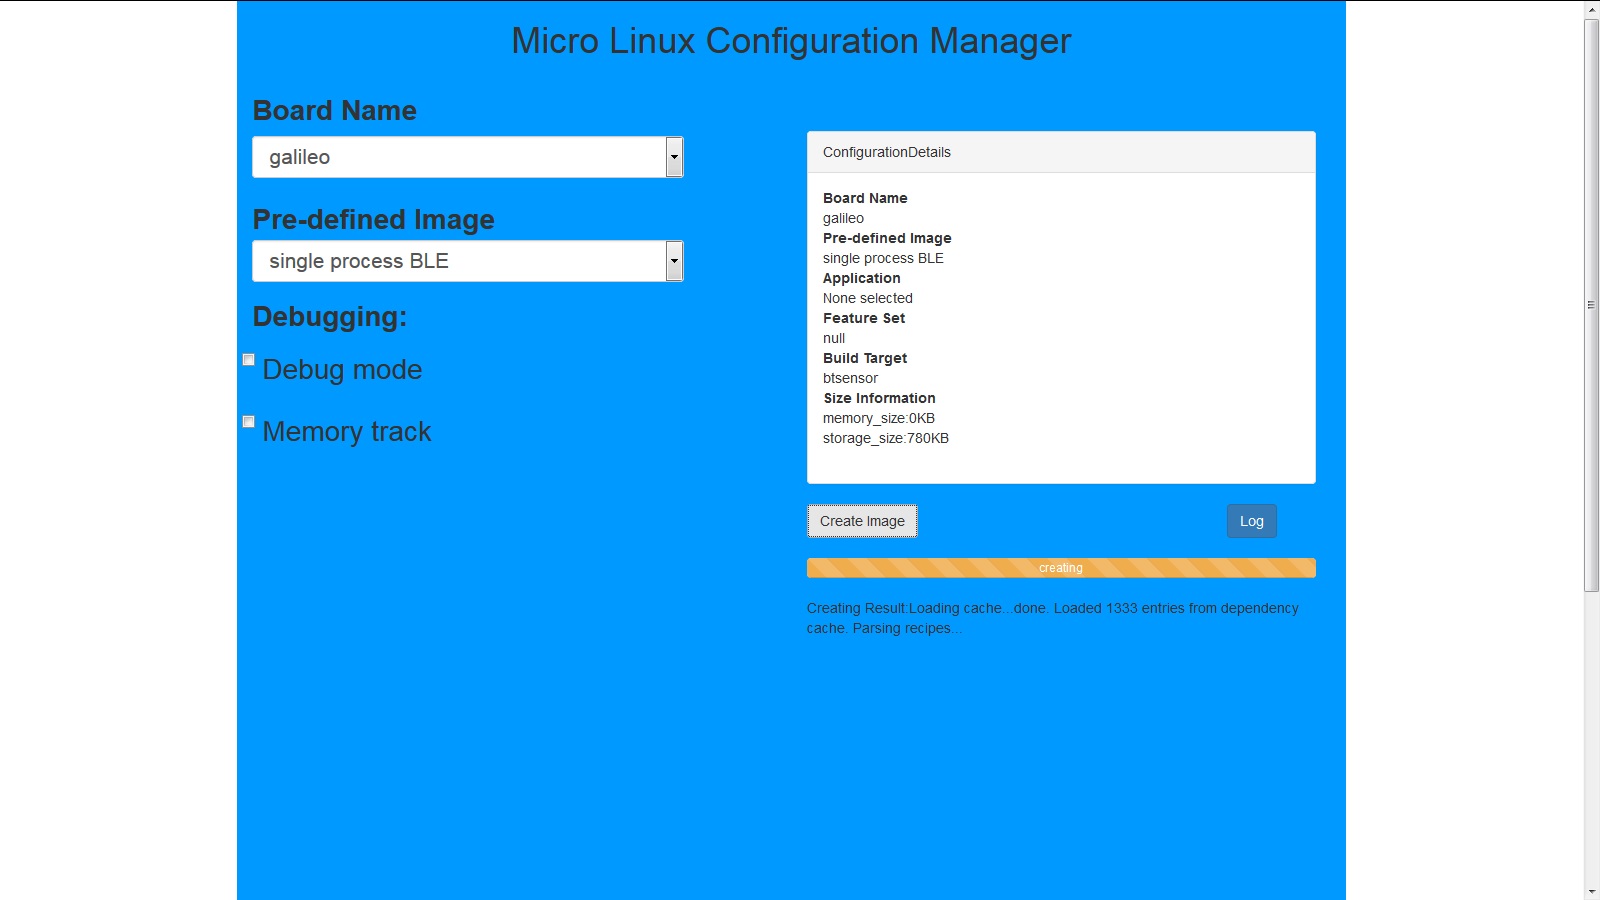 Micro Linux Configuration Manager
Board Name
galileo
Pre-defined Image
single process BLE
Debugging:
Debug mode
Memory track
ConfigurationDetails
Board Name
galileo
Pre-defined Image
single process BLE
Application
None selected
Feature Set
null
Build Target
btsensor
Size Information
memory_size:0KB
storage_size:780KB
Create Image
Log
creating
Creating Result:Loading cache...done. Loaded 1333 entries from dependency
cache. Parsing recipes...